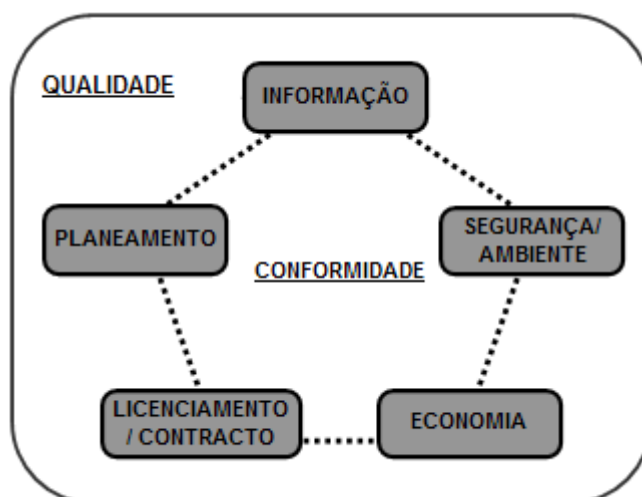 QUALIDADE
INFORMAÇÃO
PLANEAMENTO
SEGURANÇA/
AMBIENTE
CONFORMIDADE
LICENCIAMENTO
/ CONTRACTO
ECONOMIA